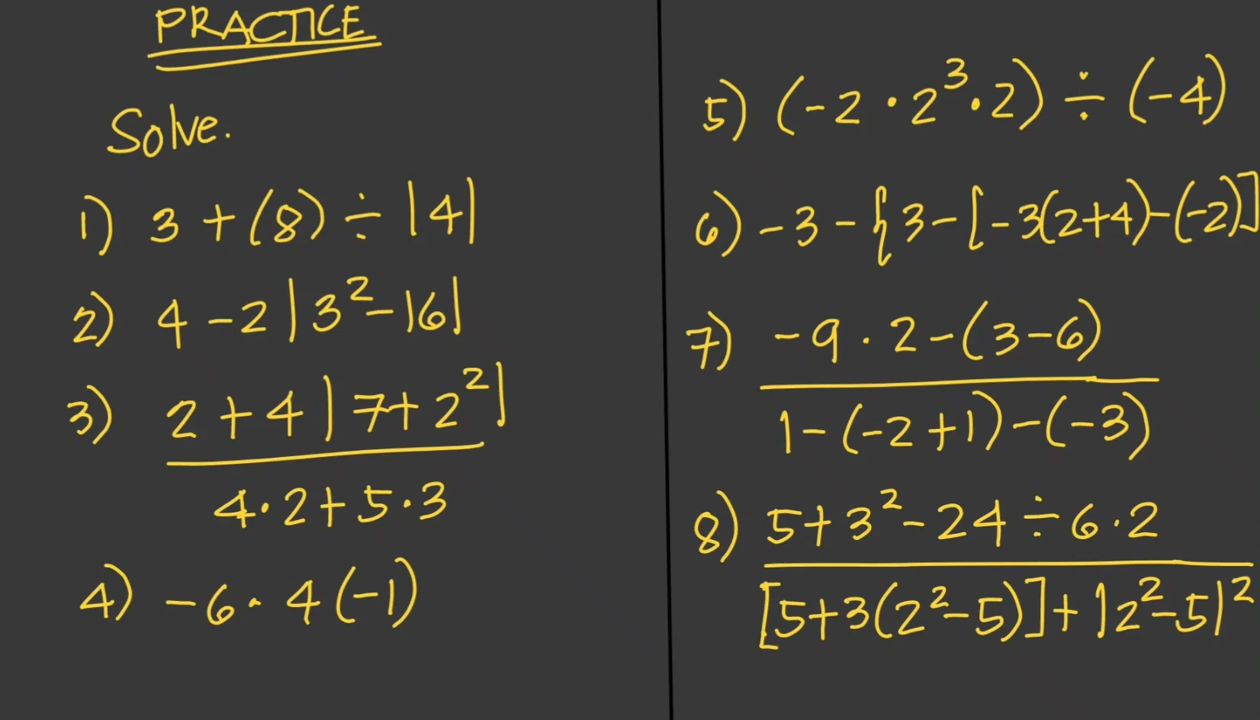 PRACTICE
Solve.
1) 3 + (8) ÷ |4|
2) 4 - 2 | 3² - 16|
3) 2 + 4 | 7 + 2² |
4 · 2 + 5 · 3
4) - 6 · 4 (-1)
5) (-2 · 2³ · 2) ÷ (-4)
6) -3 - { 3 - [ -3(2+4) - (-2)]
7) -9 · 2 - (3 - 6)
1 - (-2 + 1) - (-3)
8) 5 + 3² - 24 ÷ 6 · 2
[5 + 3(2² - 5)] + |2² - 5|²